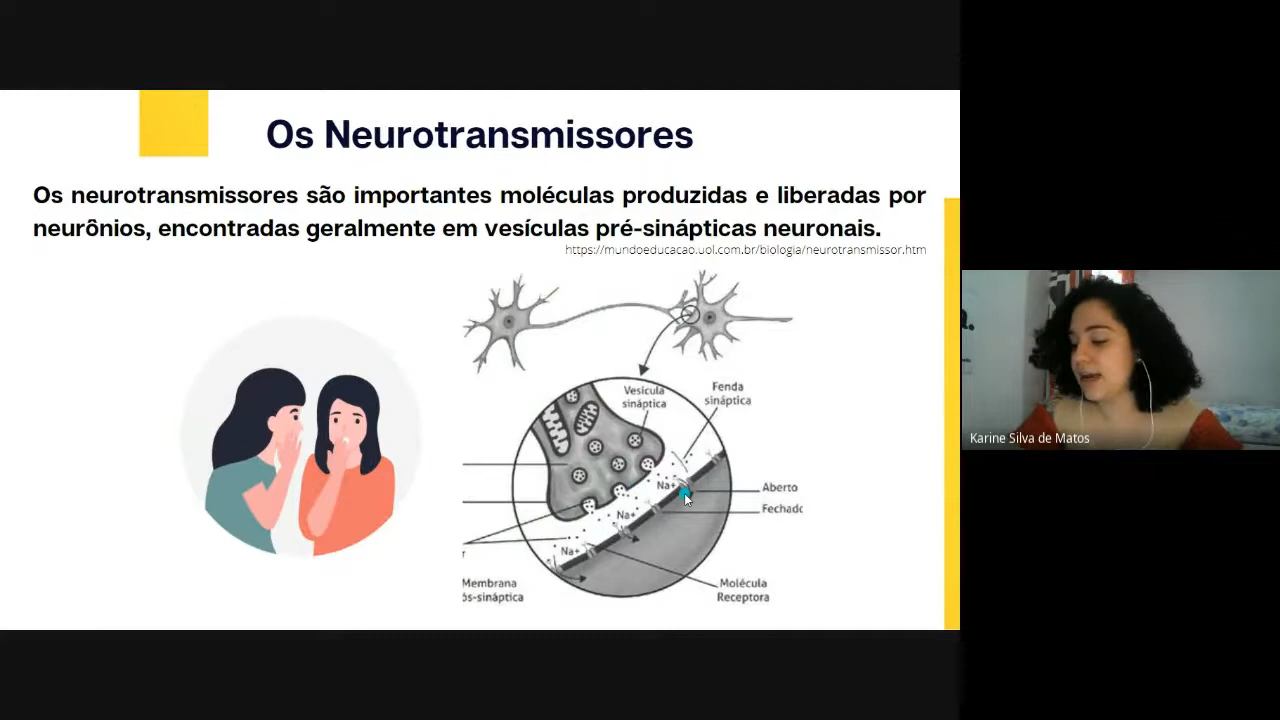 Os Neurotransmissores
Os neurotransmissores são importantes moléculas produzidas e liberadas por
neurônios, encontradas geralmente em vesículas pré-sinápticas neuronais.
https://mundoeducacao.uol.com.br/biologia/neurotransmissor.htm
Vesícula
sináptica
Fenda
sináptica
Na+
Aberto
Fechadc
Na+
Na+
r
Membrana
ós-sináptica
Molécula
Receptora
Karine Silva de Matos